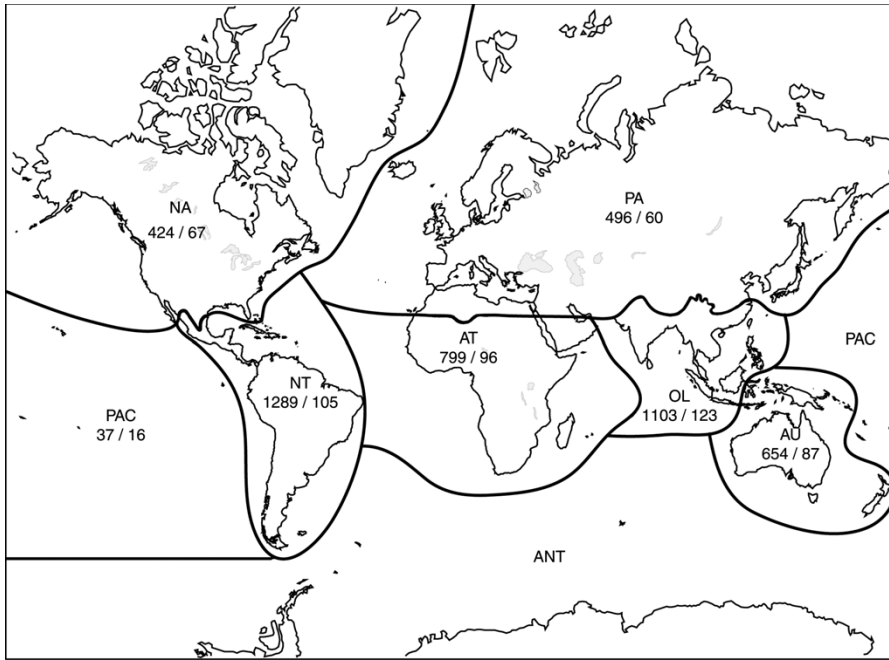 NA
424 / 67
PA
496 / 60
AT
799 / 96
PAC
NT
1289 / 105
OL
1103 / 123
PAC
37 / 16
AU
654 / 87
ANT